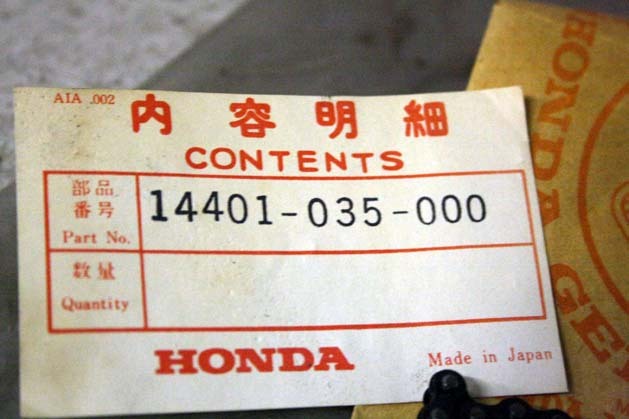 AIA .002
内容明細
CONTENTS
部品番号
Part No.
14401-035-000
数量
Quantity
HONDA
Made in Japan
HONDA GE